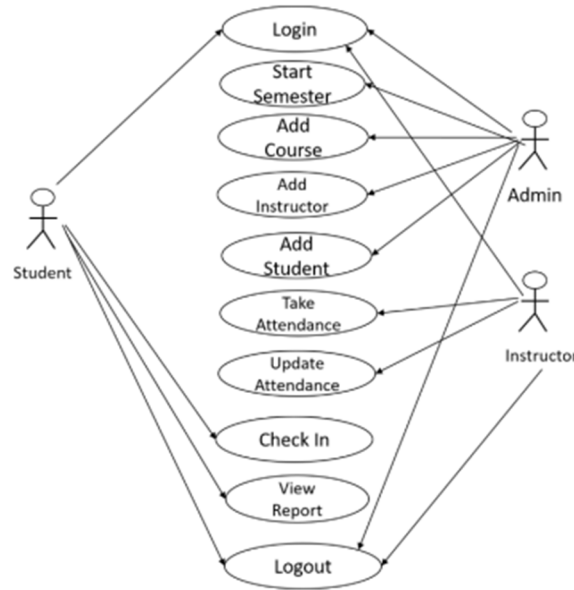 Login
Start
Semester
Add
Course
Add
Instructor
Admin
Add
Student
Student
Take
Attendance
Instructor
Update
Attendance
Check In
View
Report
Logout